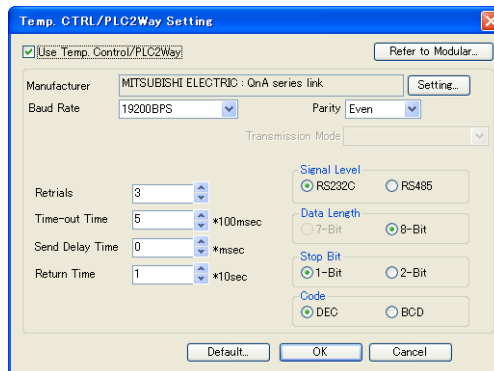 Temp. CTRL/PLC2Way Setting
Use Temp. Control/PLC2Way
Refer to Modular...
Manufacturer MITSUBISHI ELECTRIC : QnA series link Setting...
Baud Rate 19200BPS Parity Even
Transmission Mode
Signal Level
RS232C RS485
Retrials 3
Data Length
Time-out Time 5 *100msec
7-Bit 8-Bit
Send Delay Time 0 *msec
Stop Bit
Return Time 1 *10sec
1-Bit 2-Bit
Code
DEC BCD
Default... OK Cancel